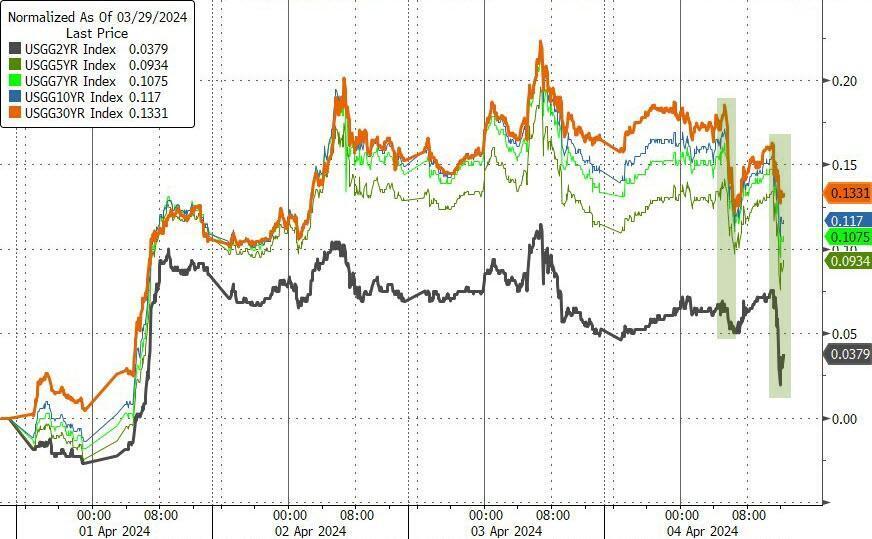 Normalized As Of 03/29/2024
Last Price
USGG2YR Index 0.0379
USGG5YR Index 0.0934
USGG7YR Index 0.1075
USGG10YR Index 0.117
USGG30YR Index 0.1331
0.20
0.15
0.1331
0.117
0.1075
0.10
0.0934
0.05
0.0379
0.00
00:00 08:00 00:00 08:00 00:00 08:00 00:00 08:00
01 Apr 2024 02 Apr 2024 03 Apr 2024 04 Apr 2024